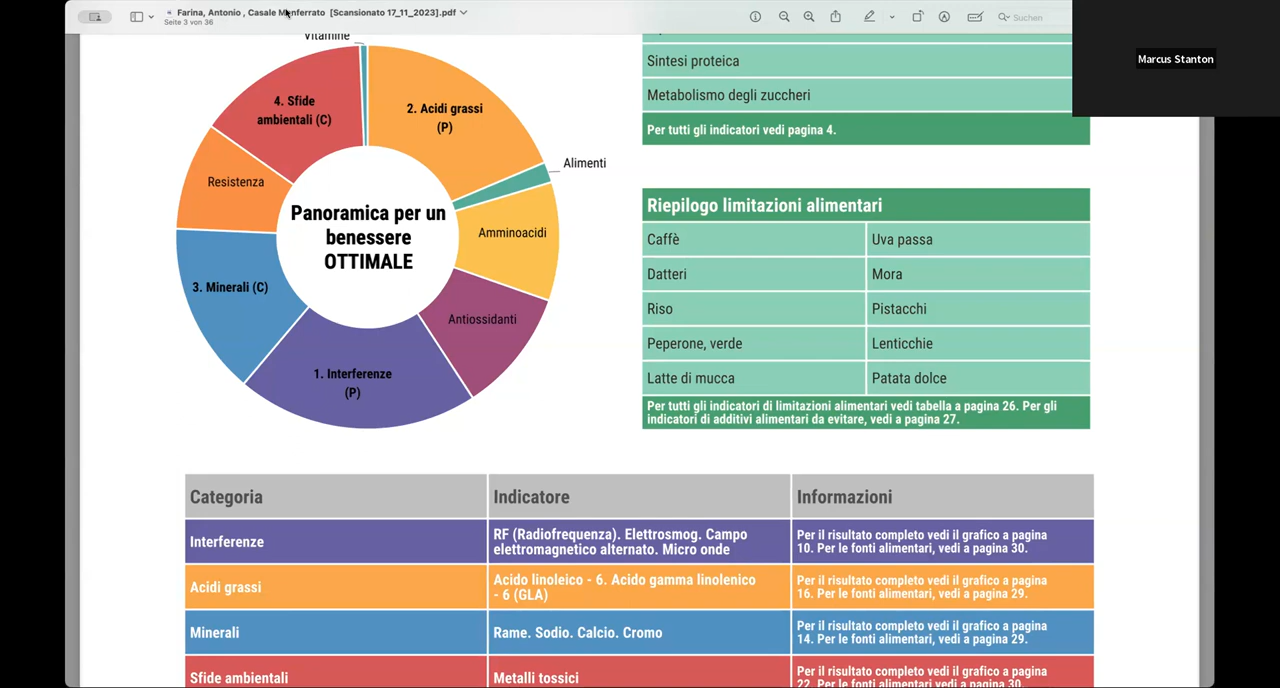 Farina, Antonio , Casale Monferrato [Scansionato 17_11_2023].pdf
Seite 3 von 36
Suchen
Marcus Stanton
Vitamine
4. Sfide
ambientali (C)
2. Acidi grassi
(P)
Alimenti
Resistenza
Amminoacidi
Panoramica per un
benessere
OTTIMALE
3. Minerali (C)
Antiossidanti
1. Interferenze
(P)
Sintesi proteica
Metabolismo degli zuccheri
Per tutti gli indicatori vedi pagina 4.
Riepilogo limitazioni alimentari
Caffè
Uva passa
Datteri
Mora
Riso
Pistacchi
Peperone, verde
Lenticchie
Latte di mucca
Patata dolce
Per tutti gli indicatori di limitazioni alimentari vedi tabella a pagina 26. Per gli
indicatori di additivi alimentari da evitare, vedi a pagina 27.
Categoria
Indicatore
Informazioni
Interferenze
RF (Radiofrequenza). Elettrosmog. Campo
elettromagnetico alternato. Micro onde
Per il risultato completo vedi il grafico a pagina
10. Per le fonti alimentari, vedi a pagina 30.
Acidi grassi
Acido linoleico - 6. Acido gamma linolenico
- 6 (GLA)
Per il risultato completo vedi il grafico a pagina
16. Per le fonti alimentari, vedi a pagina 29.
Minerali
Rame. Sodio. Calcio. Cromo
Per il risultato completo vedi il grafico a pagina
14. Per le fonti alimentari, vedi a pagina 29.
Sfide ambientali
Metalli tossici
Per il risultato completo vedi il grafico a pagina
22. Per le fonti alimentari, vedi a pagina 30.